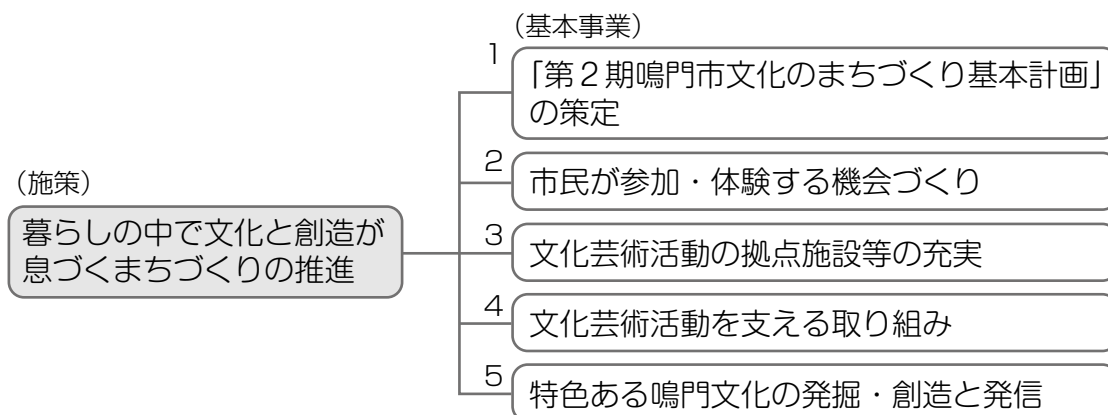 (施策)
暮らしの中で文化と創造が
息づくまちづくりの推進
(基本事業)
1
「第2期鳴門市文化のまちづくり基本計画」
の策定
2
市民が参加・体験する機会づくり
3
文化芸術活動の拠点施設等の充実
4
文化芸術活動を支える取り組み
5
特色ある鳴門文化の発掘・創造と発信